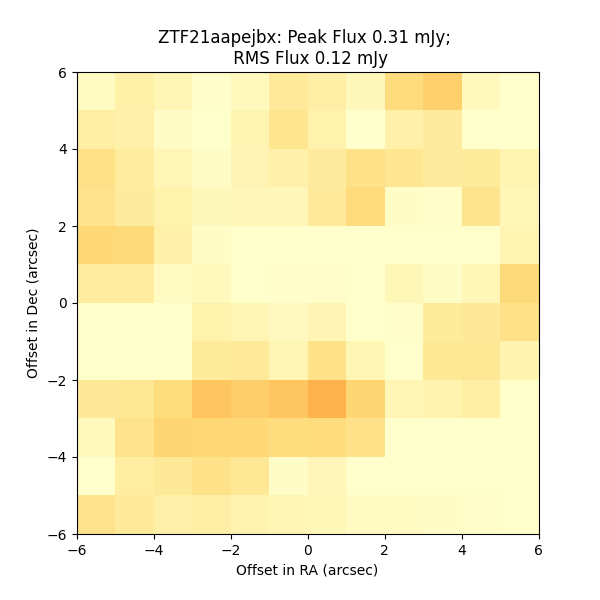 ZTF21aapejbx: Peak Flux 0.31 mJy;
RMS Flux 0.12 mJy
6
4
2
0
−2
−4
−6
Offset in Dec (arcsec)
−6 −4 −2 0 2 4 6
Offset in RA (arcsec)